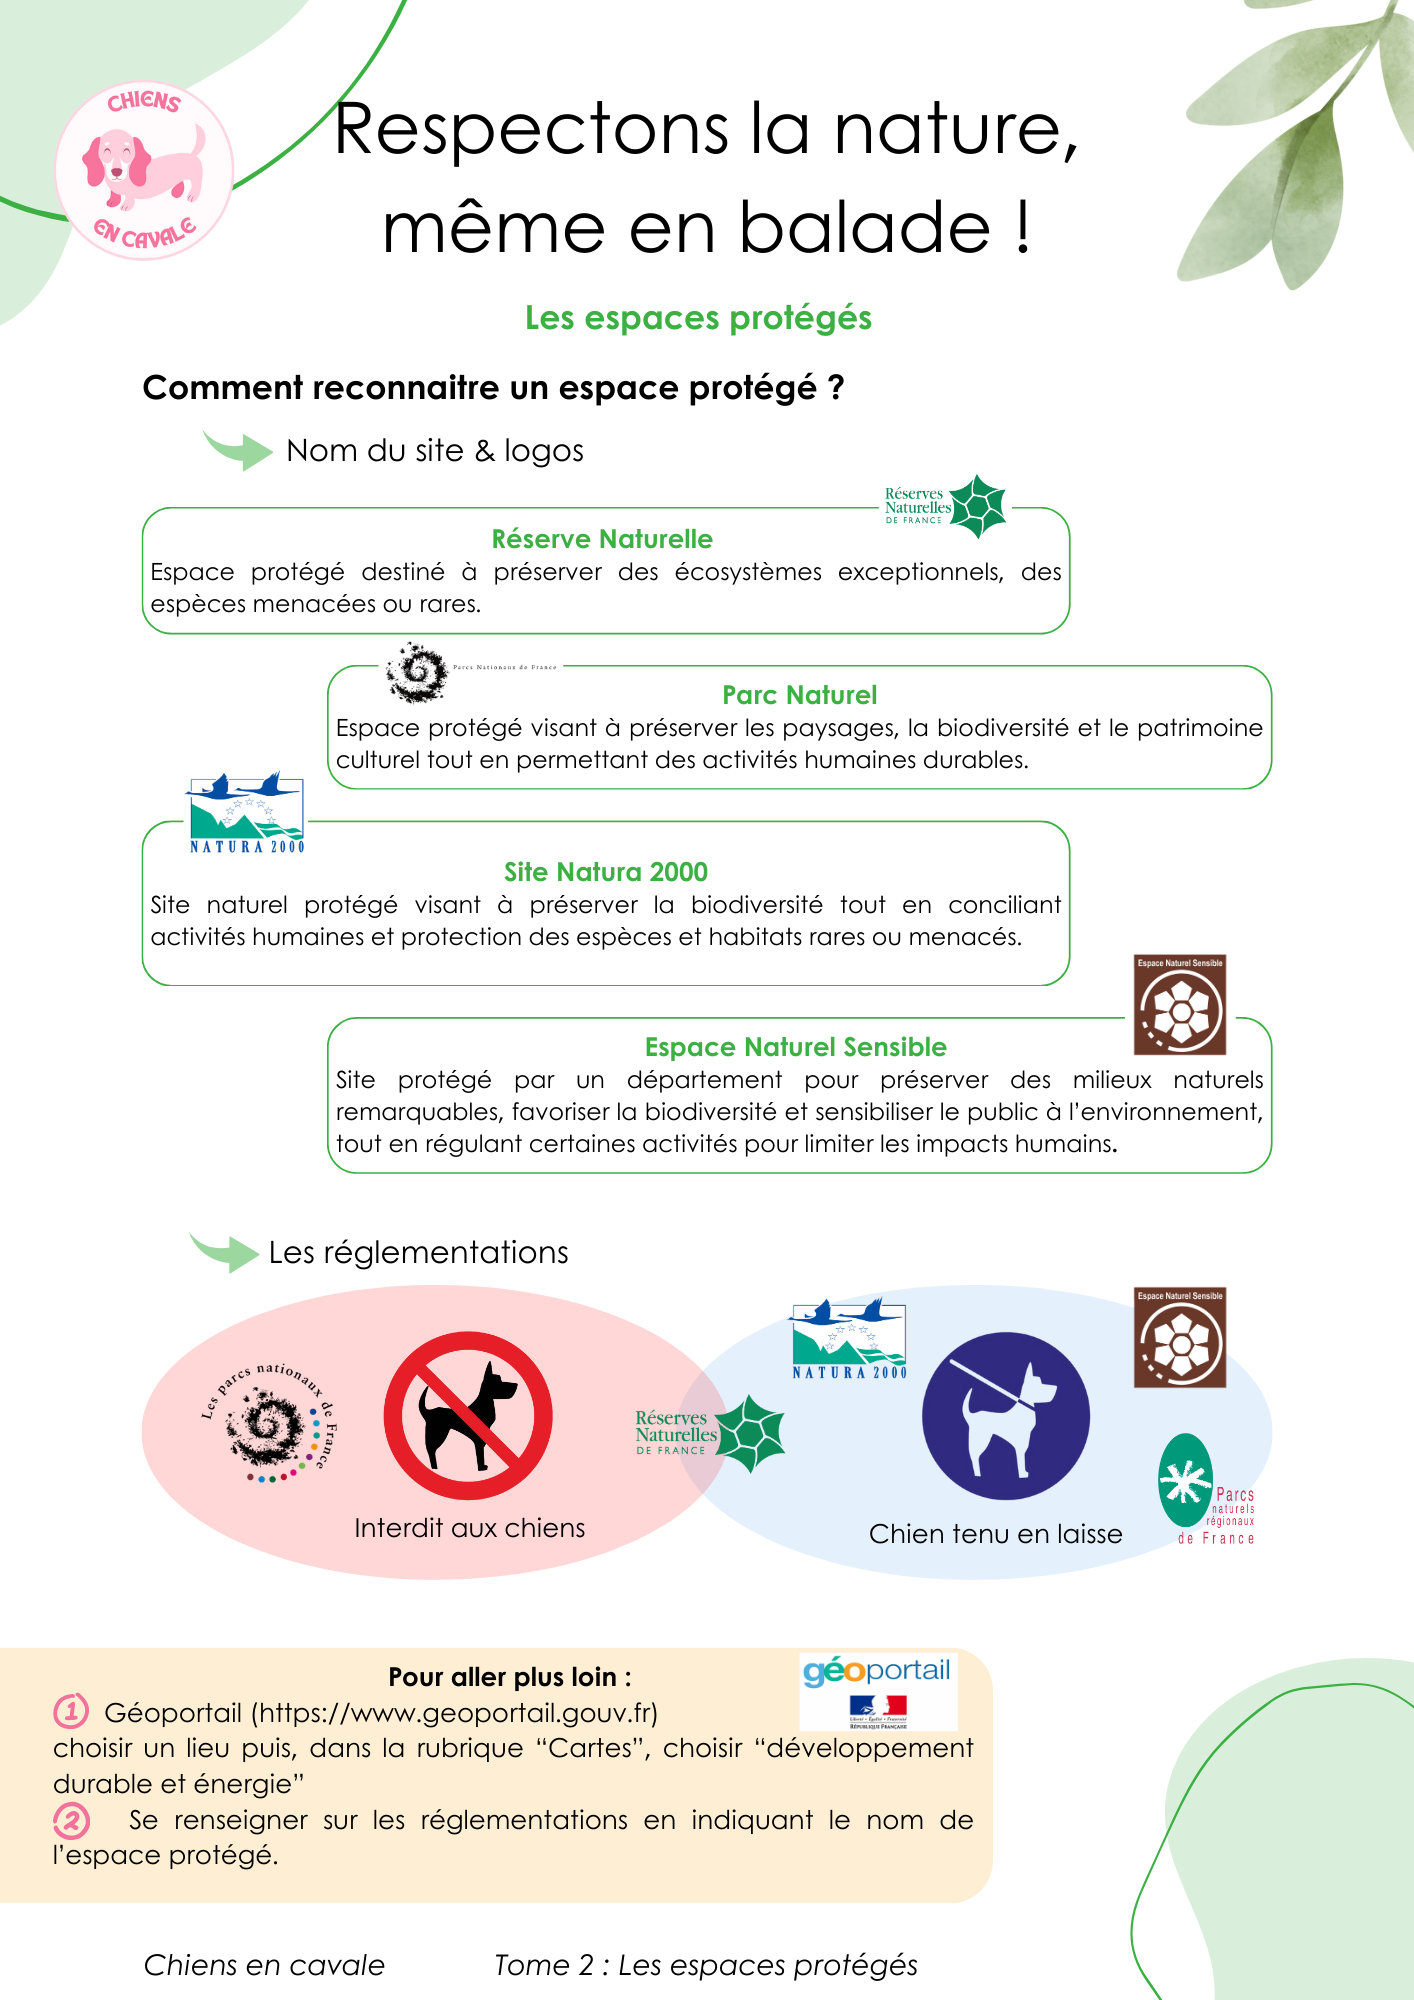 CHIENS
EN CAVALE
Respectons la nature,
même en balade !
Les espaces protégés
Comment reconnaitre un espace protégé ?
Nom du site & logos
Réserves
Naturelles
DE FRANCE
Réserve Naturelle
Espace protégé destiné à préserver des écosystèmes exceptionnels, des
espèces menacées ou rares.
Parcs Nationaux de France
Parc Naturel
Espace protégé visant à préserver les paysages, la biodiversité et le patrimoine
culturel tout en permettant des activités humaines durables.
NATURA 2000
Site Natura 2000
Site naturel protégé visant à préserver la biodiversité tout en conciliant
activités humaines et protection des espèces et habitats rares ou menacés.
Espace Naturel Sensible
Espace Naturel Sensible
Site protégé par un département pour préserver des milieux naturels
remarquables, favoriser la biodiversité et sensibiliser le public à l’environnement,
tout en régulant certaines activités pour limiter les impacts humains.
Les réglementations
Les parcs nationaux de France
Interdit aux chiens
Réserves
Naturelles
DE FRANCE
NATURA 2000
Espace Naturel Sensible
Chien tenu en laisse
Parcs
naturels
régionaux
de France
Pour aller plus loin :
géoportail
Liberté • Égalité • Fraternité
RÉPUBLIQUE FRANÇAISE
1 Géoportail (https://www.geoportail.gouv.fr)
choisir un lieu puis, dans la rubrique “Cartes”, choisir “développement
durable et énergie”
2 Se renseigner sur les réglementations en indiquant le nom de
l’espace protégé.
Chiens en cavale
Tome 2 : Les espaces protégés